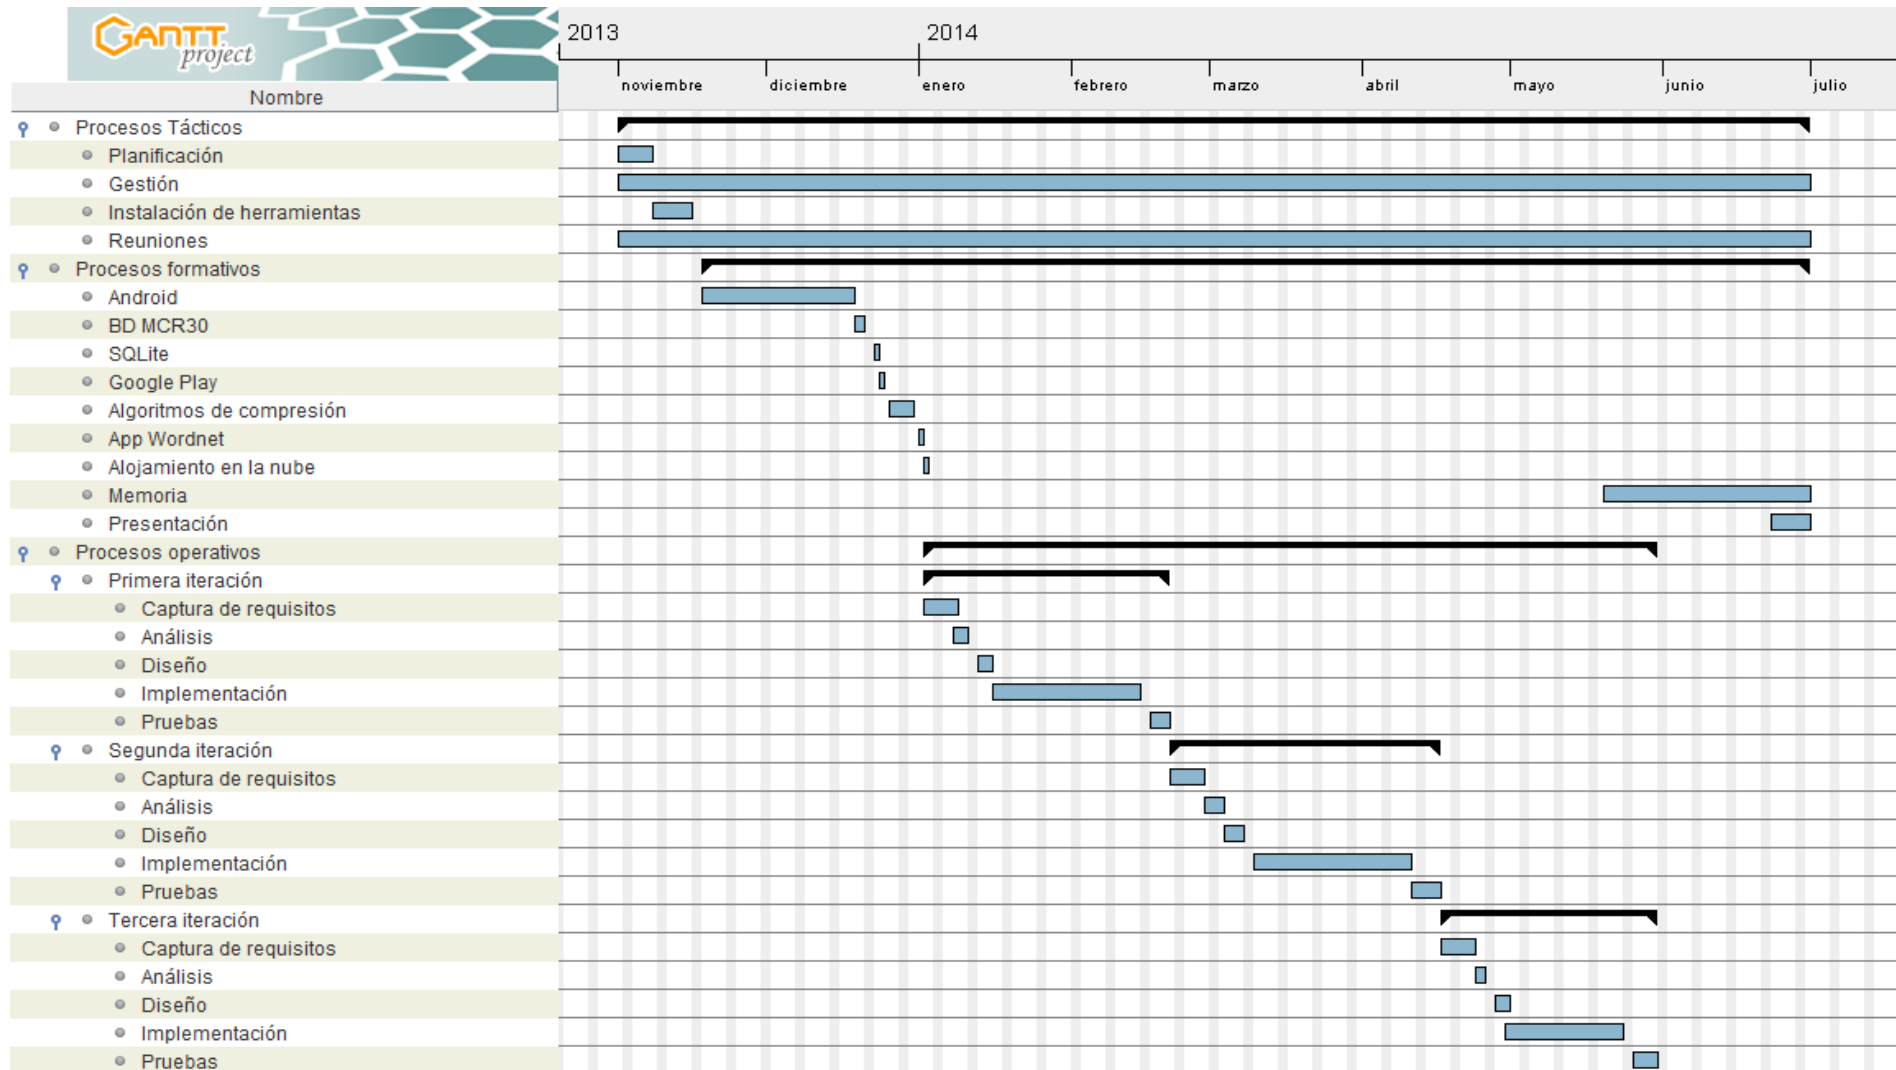 GANTT
project
2013
2014
noviembre
diciembre
enero
febrero
marzo
abril
mayo
junio
julio
Nombre
Procesos Tácticos
Planificación
Gestión
Instalación de herramientas
Reuniones
Procesos formativos
Android
BD MCR30
SQLite
Google Play
Algoritmos de compresión
App Wordnet
Alojamiento en la nube
Memoria
Presentación
Procesos operativos
Primera iteración
Captura de requisitos
Análisis
Diseño
Implementación
Pruebas
Segunda iteración
Captura de requisitos
Análisis
Diseño
Implementación
Pruebas
Tercera iteración
Captura de requisitos
Análisis
Diseño
Implementación
Pruebas